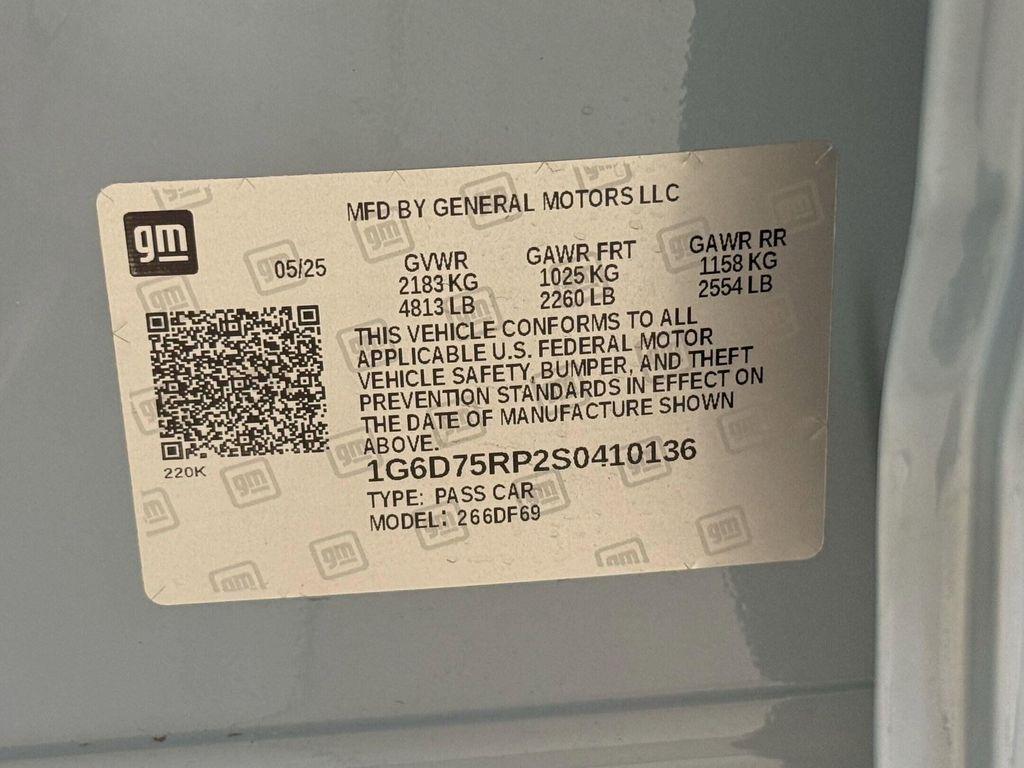 gm
MFD BY GENERAL MOTORS LLC
05/25
GVWR
2183 KG
4813 LB
GAWR FRT
1025 KG
2260 LB
GAWR RR
1158 KG
2554 LB
THIS VEHICLE CONFORMS TO ALL
APPLICABLE U.S. FEDERAL MOTOR
VEHICLE SAFETY, BUMPER, AND THEFT
PREVENTION STANDARDS IN EFFECT ON
THE DATE OF MANUFACTURE SHOWN
ABOVE.
220K
1G6D75RP2S0410136
TYPE: PASS CAR
MODEL: 266DF69